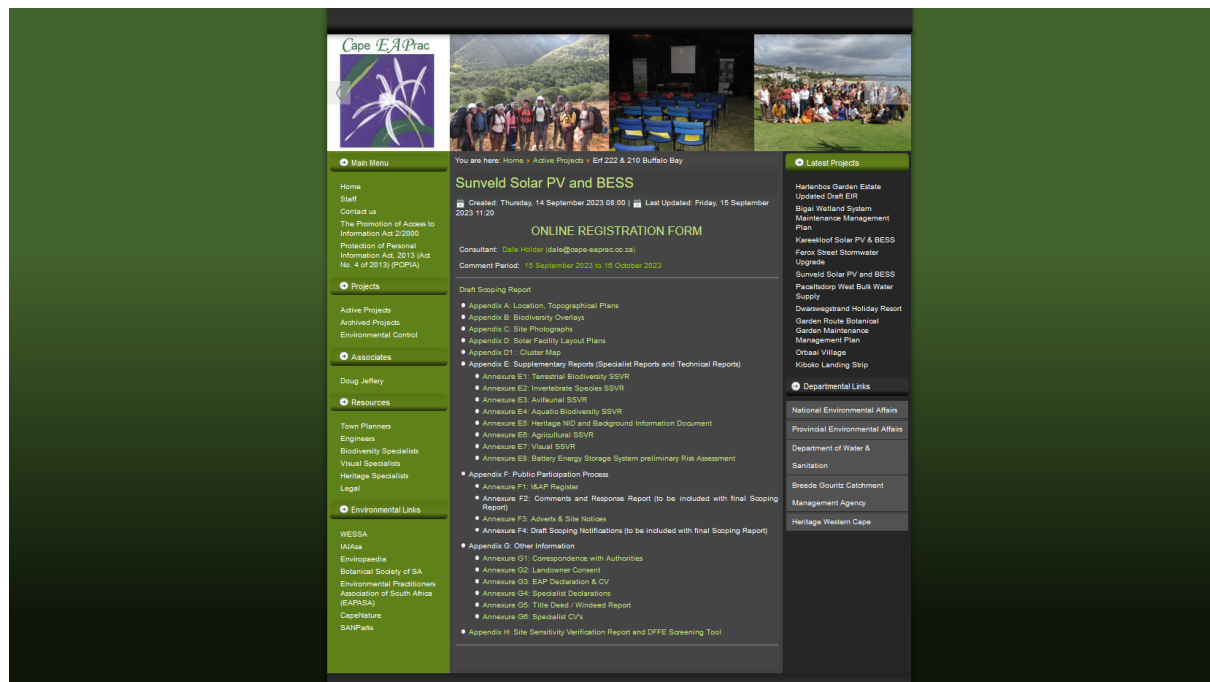 Cape EAPrac
Main Menu
Home
Staff
Contact us
The Promotion of Access to
Information Act 2/2000
Protection of Personal
Information Act, 2013 (Act
No. 4 of 2013) (POPIA)
Projects
Active Projects
Archived Projects
Environmental Control
Associates
Doug Jeffery
Resources
Town Planners
Engineers
Biodiversity Specialists
Visual Specialists
Heritage Specialists
Legal
Environmental Links
WESSA
IAIAsa
Enviropaedia
Botanical Society of SA
Environmental Practitioners
Association of South Africa
(EAPASA)
CapeNature
SANParks
You are here: Home Active Projects Erf 222 & 210 Buffalo Bay
Sunveld Solar PV and BESS
Created: Thursday, 14 September 2023 08:00 | Last Updated: Friday, 15 September
2023 11:20
ONLINE REGISTRATION FORM
Consultant: Dale Holder (dale@cape-eaprac.co.za)
Comment Period: 16 September 2023 to 16 October 2023
Draft Scoping Report
Appendix A: Location, Topographical Plans
Appendix B: Biodiversity Overlays
Appendix C: Site Photographs
Appendix D: Solar Facility Layout Plans
Appendix D1 : Cluster Map
Appendix E: Supplementary Reports (Specialist Reports and Technical Reports)
Annexure E1: Terrestrial Biodiversity SSVR
Annexure E2: Invertebrate Species SSVR
Annexure E3: Avifaunal SSVR
Annexure E4: Aquatic Biodiversity SSVR
Annexure E5: Heritage NID and Background Information Document
Annexure E6: Agricultural SSVR
Annexure E7: Visual SSVR
Annexure E8: Battery Energy Storage System preliminary Risk Assessment
Appendix F: Public Participation Process
Annexure F1: I&AP Register
Annexure F2: Comments and Response Report (to be included with final Scoping
Report)
Annexure F3: Adverts & Site Notices
Annexure F4: Draft Scoping Notifications (to be included with final Scoping Report)
Appendix G: Other Information
Annexure G1: Correspondence with Authorities
Annexure G2: Landowner Consent
Annexure G3: EAP Declaration & CV
Annexure G4: Specialist Declarations
Annexure G5: Title Deed / Windeed Report
Annexure G6: Specialist CV's
Appendix H: Site Sensitivity Verification Report and DFFE Screening Tool
Latest Projects
Hartenbos Garden Estate
Updated Draft EIR
Bigai Wetland System
Maintenance Management
Plan
Kareekloof Solar PV & BESS
Ferox Street Stormwater
Upgrade
Sunveld Solar PV and BESS
Pacaltsdorp West Bulk Water
Supply
Dwarswegstrand Holiday Resort
Garden Route Botanical
Garden Maintenance
Management Plan
Orbaai Village
Kiboko Landing Strip
Departmental Links
National Environmental Affairs
Provincial Environmental Affairs
Department of Water &
Sanitation
Breede Gouritz Catchment
Management Agency
Heritage Western Cape